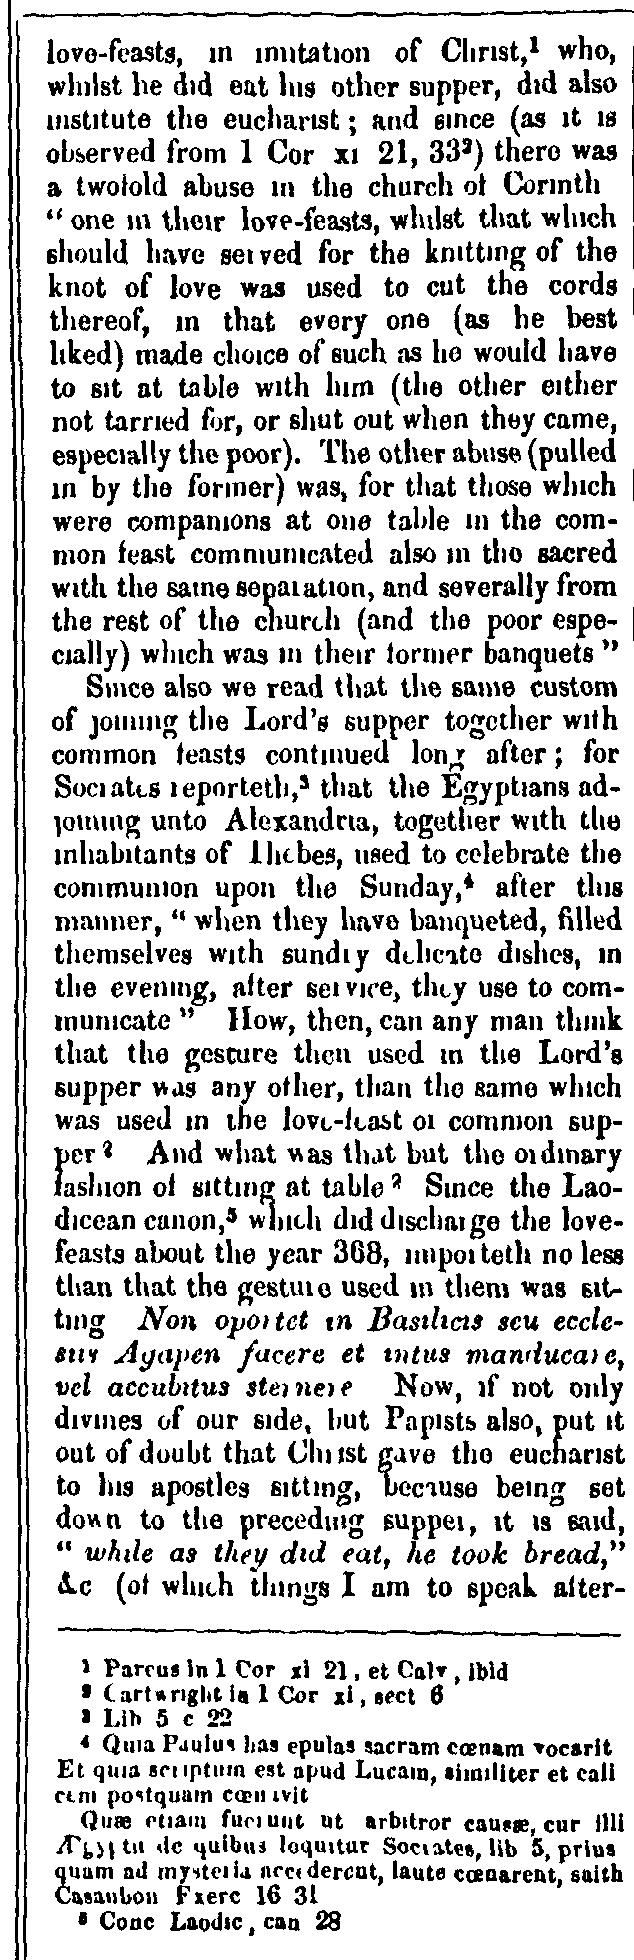 love-feasts, in imitation of Christ,¹ who,
whilst he did eat his other supper, did also
institute the eucharist ; and since (as it is
observed from 1 Cor xi 21, 33²) there was
a twofold abuse in the church of Corinth
“ one in their love-feasts, whilst that which
should have served for the knitting of the
knot of love was used to cut the cords
thereof, in that every one (as he best
liked) made choice of such as he would have
to sit at table with him (the other either
not tarried for, or shut out when they came,
especially the poor). The other abuse (pulled
in by the former) was, for that those which
were companions at one table in the com-
mon feast communicated also in the sacred
with the same separation, and severally from
the rest of the church (and the poor espe-
cially) which was in their former banquets ”
Since also we read that the same custom
of joining the Lord’s supper together with
common feasts continued long after ; for
Socrates reporteth,³ that the Egyptians ad-
joining unto Alexandria, together with the
inhabitants of Thebes, used to celebrate the
communion upon the Sunday,⁴ after this
manner, “ when they have banqueted, filled
themselves with sundry delicate dishes, in
the evening, after service, they use to com-
municate ” How, then, can any man think
that the gesture then used in the Lord’s
supper was any other, than the same which
was used in the love-feast or common sup-
per ? And what was that but the ordinary
fashion of sitting at table ? Since the Lao-
dicean canon,⁵ which did discharge the love-
feasts about the year 368, importeth no less
than that the gesture used in them was sit-
ting Non oportet in Basilicis seu eccle-
siis Agapen facere et intus manducare,
vel accubitus sternere Now, if not only
divines of our side, but Papists also, put it
out of doubt that Christ gave the eucharist
to his apostles sitting, because being set
down to the preceding supper, it is said,
“ while as they did eat, he took bread,”
&c (of which things I am to speak after-
¹ Pareus in 1 Cor xi 21, et Calv , ibid
² Cartwright in 1 Cor xi , sect 6
³ Lib 5 c 22
⁴ Quia Paulus has epulas sacram cœnam vocarit
Et quia scriptum est apud Lucam, similiter et cali
cem postquam cœnavit
Quæ etiam fuerunt ut arbitror causæ, cur illi
Ægyptii de quibus loquitur Socrates, lib 5, prius
quam ad mysteria accederent, laute cœnarent, saith
Casaubon Exerc 16 31
⁵ Conc Laodic , can 28